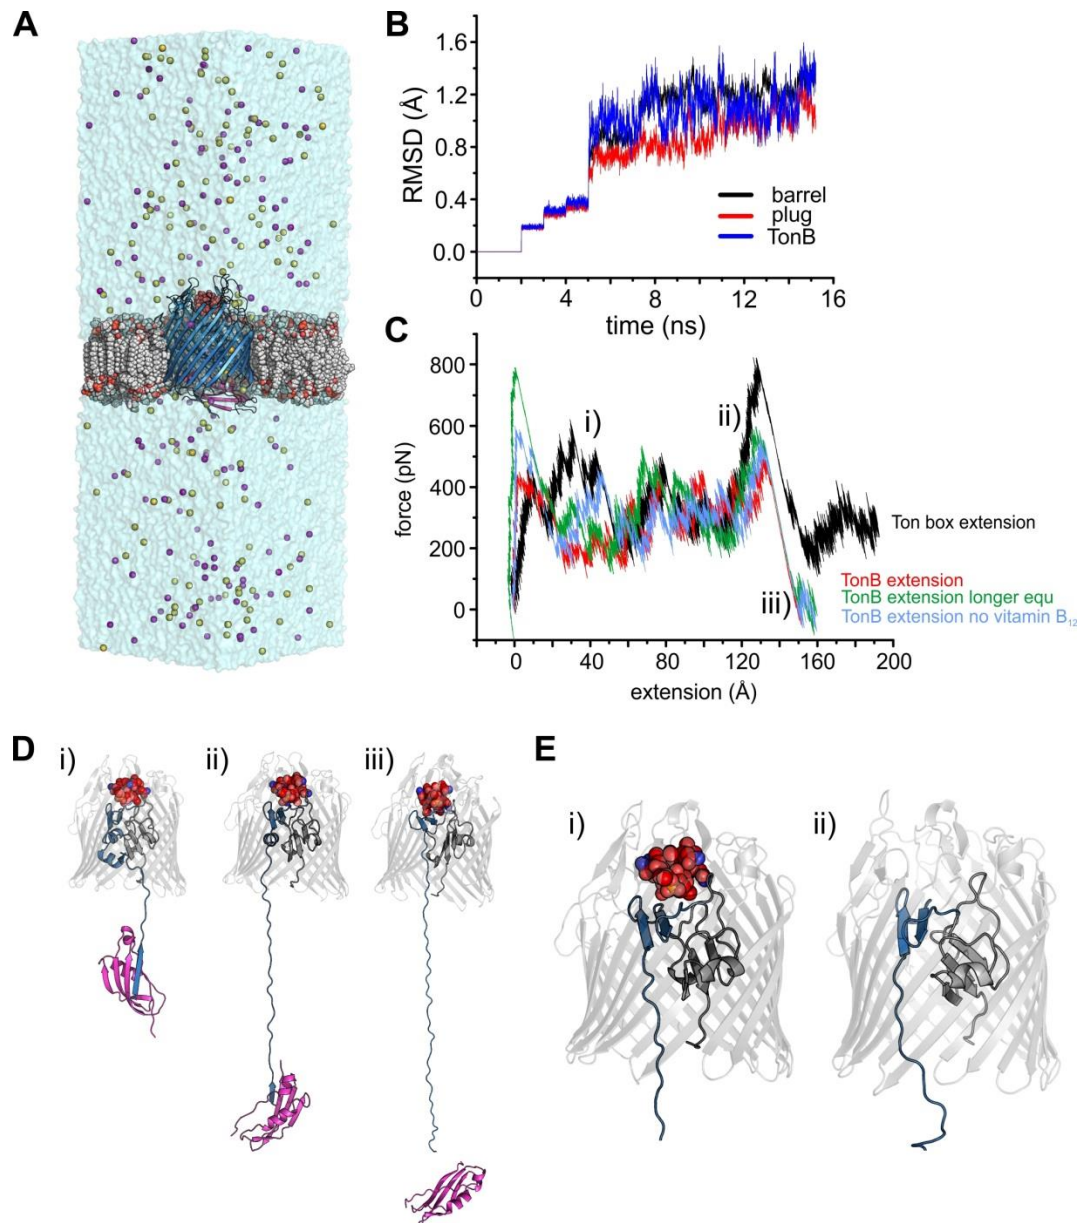 A
B
1.6
1.2
0.8
0.4
0.0
RMSD (Å)
barrel
plug
TonB
0 4 8 12 16
time (ns)
C
800
600
400
200
0
force (pN)
i)
ii)
iii)
Ton box extension
TonB extension
TonB extension longer equ
TonB extension no vitamin B12
0 40 80 120 160 200
extension (Å)
D
i)
ii)
iii)
E
i)
ii)